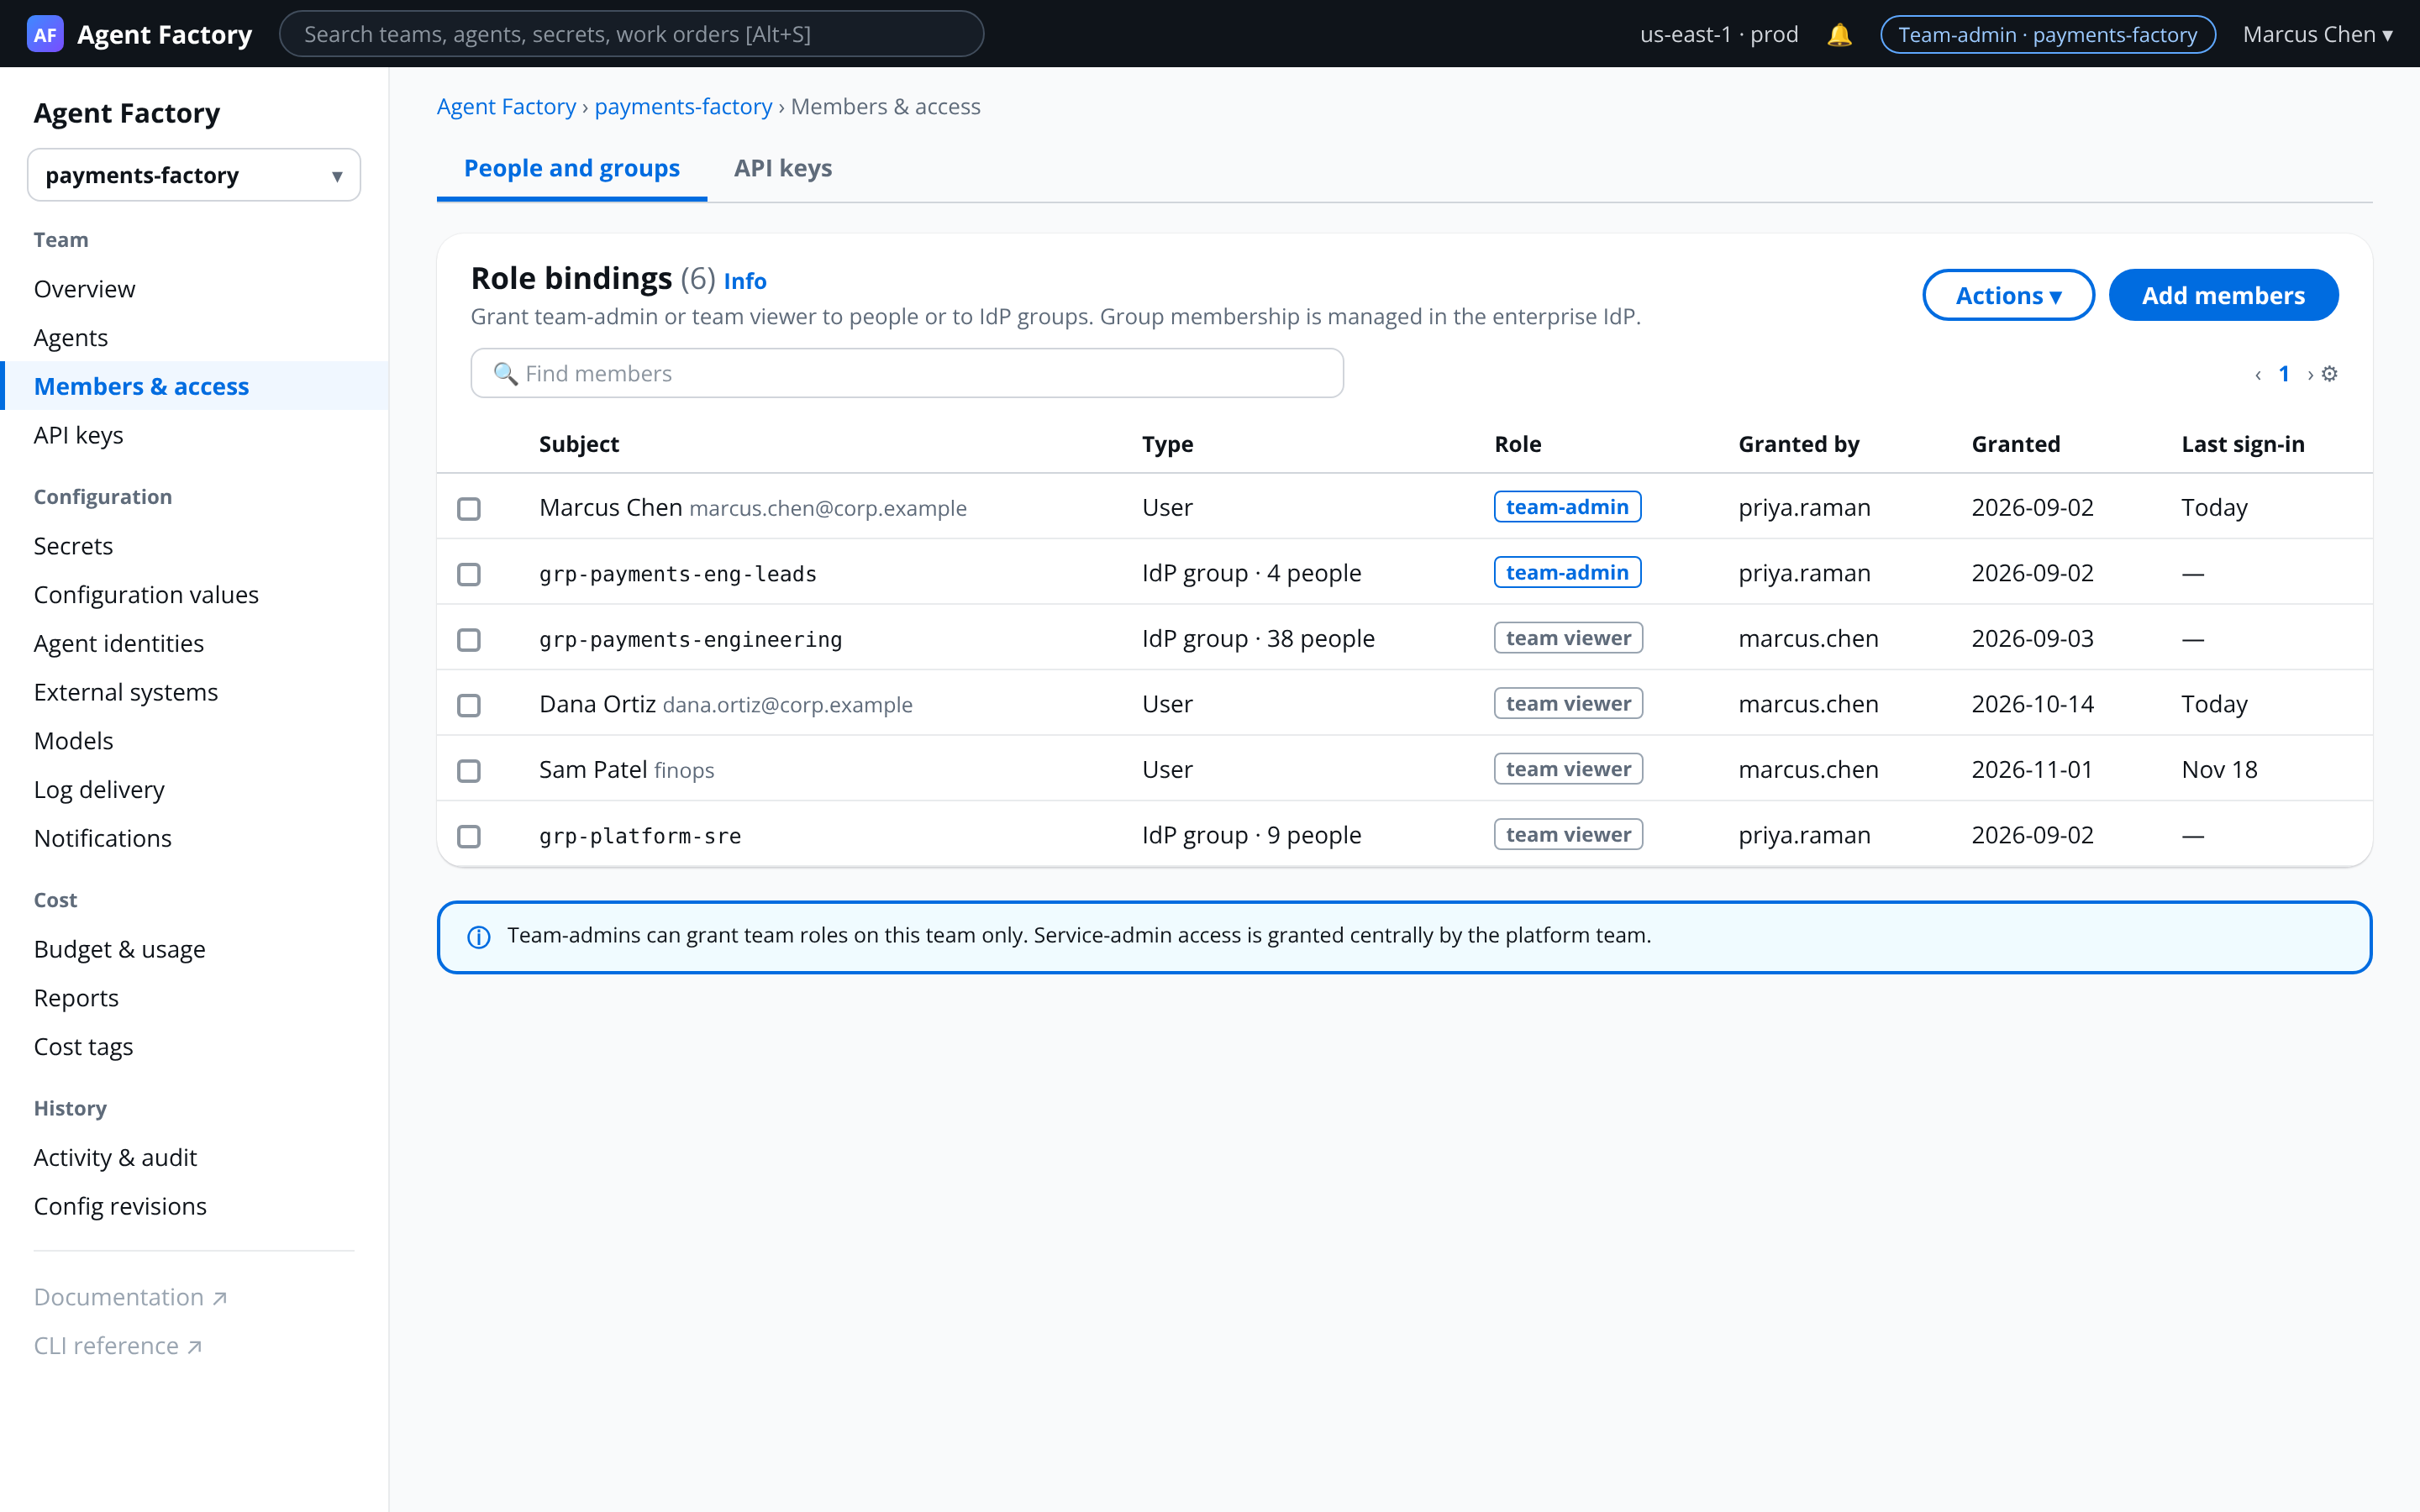 AF Agent Factory Search teams, agents, secrets, work orders [Alt+S] us-east-1 · prod 🔔 Team-admin · payments-factory Marcus Chen ▾
Agent Factory
payments-factory ▾
Team
Overview
Agents
Members & access
API keys
Configuration
Secrets
Configuration values
Agent identities
External systems
Models
Log delivery
Notifications
Cost
Budget & usage
Reports
Cost tags
History
Activity & audit
Config revisions
Documentation ↗
CLI reference ↗
Agent Factory › payments-factory › Members & access
People and groups API keys
Role bindings (6) Info
Grant team-admin or team viewer to people or to IdP groups. Group membership is managed in the enterprise IdP.
Actions ▾ Add members
🔍 Find members ‹ 1 › ⚙
Subject Type Role Granted by Granted Last sign-in
Marcus Chen marcus.chen@corp.example User team-admin priya.raman 2026-09-02 Today
grp-payments-eng-leads IdP group · 4 people team-admin priya.raman 2026-09-02 —
grp-payments-engineering IdP group · 38 people team viewer marcus.chen 2026-09-03 —
Dana Ortiz dana.ortiz@corp.example User team viewer marcus.chen 2026-10-14 Today
Sam Patel finops User team viewer marcus.chen 2026-11-01 Nov 18
grp-platform-sre IdP group · 9 people team viewer priya.raman 2026-09-02 —
ⓘ Team-admins can grant team roles on this team only. Service-admin access is granted centrally by the platform team.